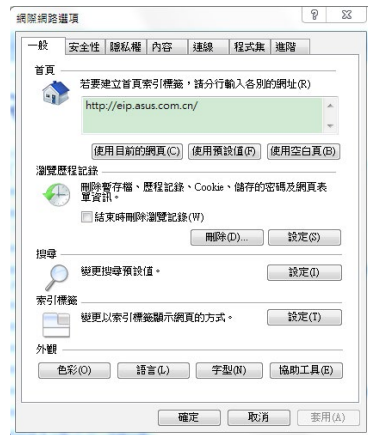 網際網路選項
一般 安全性 隱私權 內容 連線 程式集 進階
首頁
若要建立首頁索引標籤，請分行輸入各別的網址(R)
http://eip.asus.com.cn/
使用目前的網頁(C) 使用預設值(F) 使用空白頁(B)
瀏覽歷程記錄
刪除暫存檔、歷程記錄、Cookie、儲存的密碼及網頁表
單資訊。
結束時刪除瀏覽記錄(W)
刪除(D)... 設定(S)
搜尋
變更搜尋預設值。 設定(I)
索引標籤
變更以索引標籤顯示網頁的方式。 設定(T)
外觀
色彩(O) 語言(L) 字型(N) 協助工具(E)
確定 取消 套用(A)